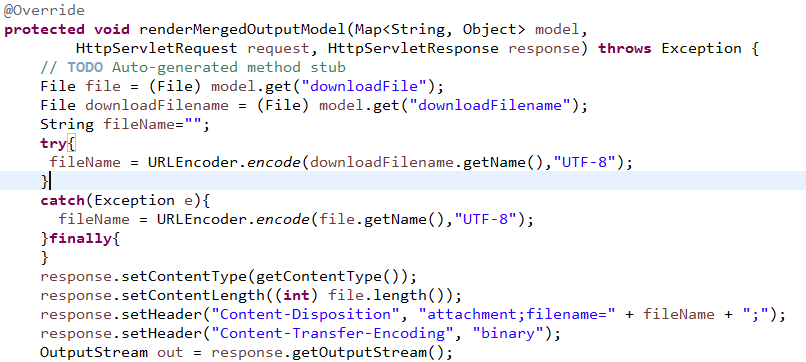 @Override
protected void renderMergedOutputModel(Map<String, Object> model,
HttpServletRequest request, HttpServletResponse response) throws Exception {
// TODO Auto-generated method stub
File file = (File) model.get("downloadFile");
File downloadFilename = (File) model.get("downloadFilename");
String fileName="";
try{
fileName = URLEncoder.encode(downloadFilename.getName(),"UTF-8");
}
catch(Exception e){
fileName = URLEncoder.encode(file.getName(),"UTF-8");
}finally{
}
response.setContentType(getContentType());
response.setContentLength((int) file.length());
response.setHeader("Content-Disposition", "attachment;filename=" + fileName + ";");
response.setHeader("Content-Transfer-Encoding", "binary");
OutputStream out = response.getOutputStream();